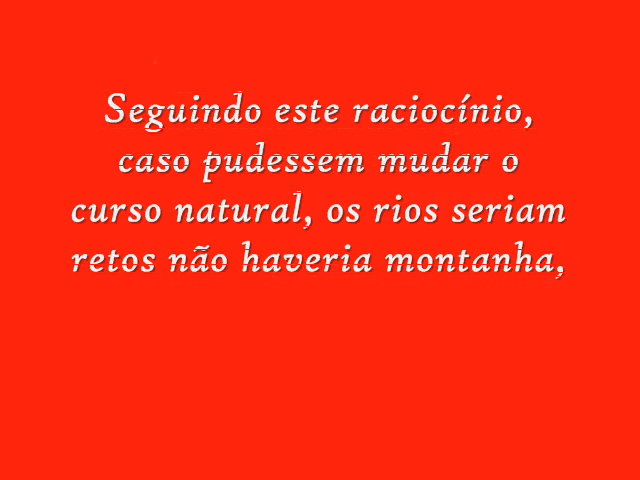 Seguindo este raciocínio,
caso pudessem mudar o
curso natural, os rios seriam
retos não haveria montanha,